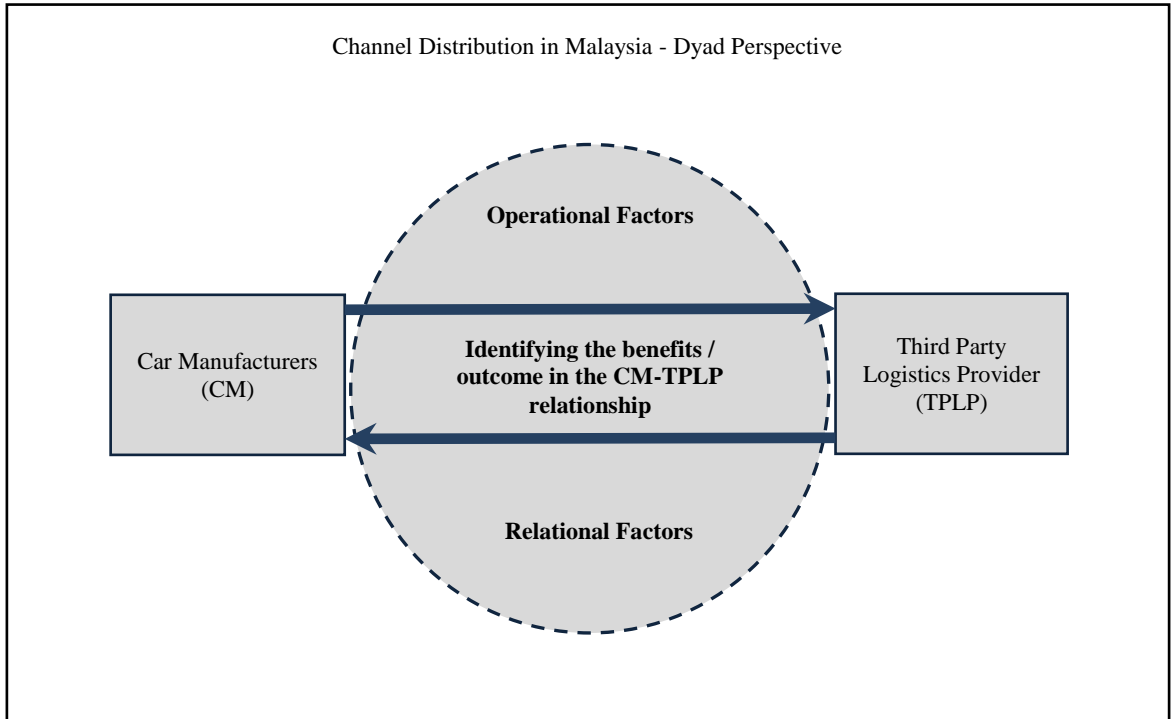 Channel Distribution in Malaysia - Dyad Perspective
Operational Factors
Car Manufacturers
(CM)
Identifying the benefits /
outcome in the CM-TPLP
relationship
Third Party
Logistics Provider
(TPLP)
Relational Factors